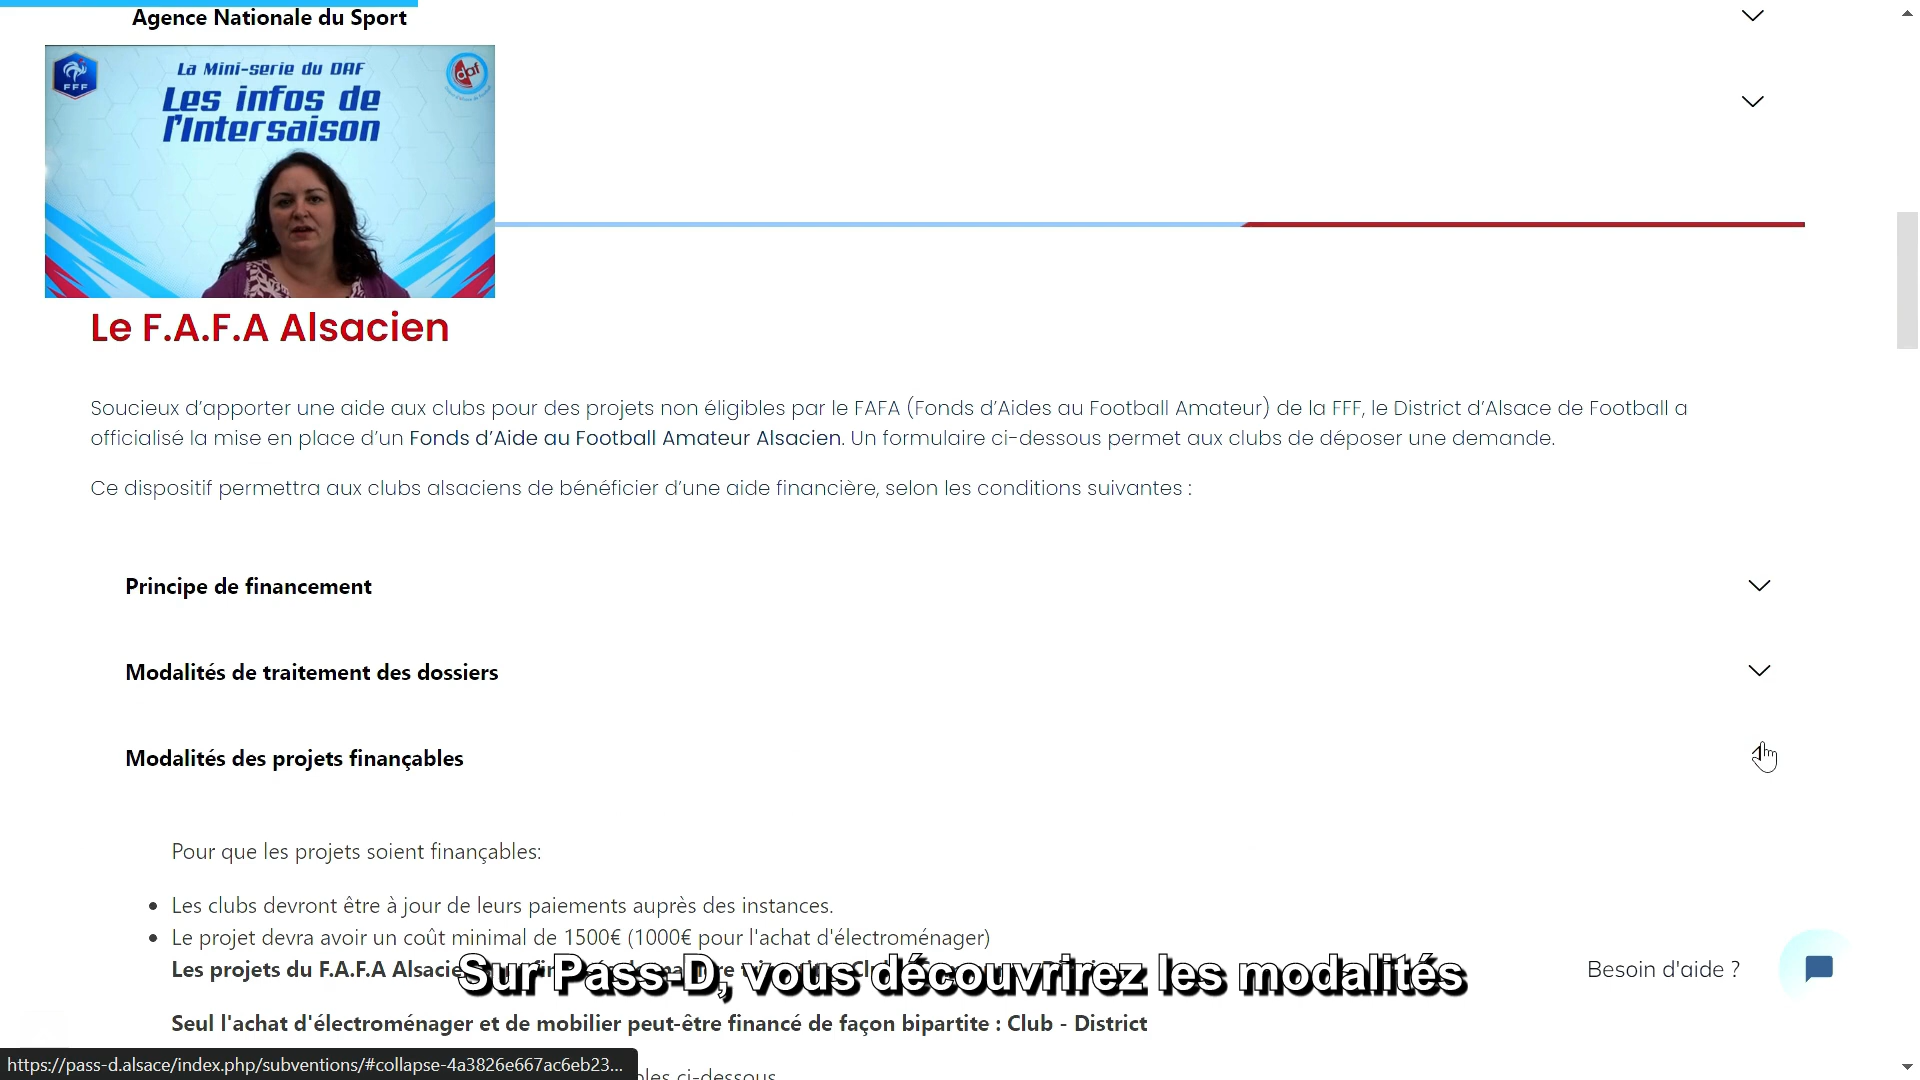 Agence Nationale du Sport
FFF
La Mini-serie du DAF
Les infos de
l'Intersaison
daf
Le F.A.F.A Alsacien
Soucieux d'apporter une aide aux clubs pour des projets non éligibles par le FAFA (Fonds d'Aides au Football Amateur) de la FFF, le District d'Alsace de Football a
officialisé la mise en place d'un Fonds d'Aide au Football Amateur Alsacien. Un formulaire ci-dessous permet aux clubs de déposer une demande.
Ce dispositif permettra aux clubs alsaciens de bénéficier d'une aide financière, selon les conditions suivantes :
Principe de financement
Modalités de traitement des dossiers
Modalités des projets finançables
Pour que les projets soient finançables:
Les clubs devront être à jour de leurs paiements auprès des instances.
Le projet devra avoir un coût minimal de 1500€ (1000€ pour l'achat d'électroménager)
Les projets du F.A.F.A
Sur Pass-D, vous découvrirez les modalités
Besoin d'aide ?
Seul l'achat d'électroménager et de mobilier peut-être financé de façon bipartite : Club - District
https://pass-d.alsace/index.php/subventions/#collapse-4a3826e667ac6eb23...
ci-dessous